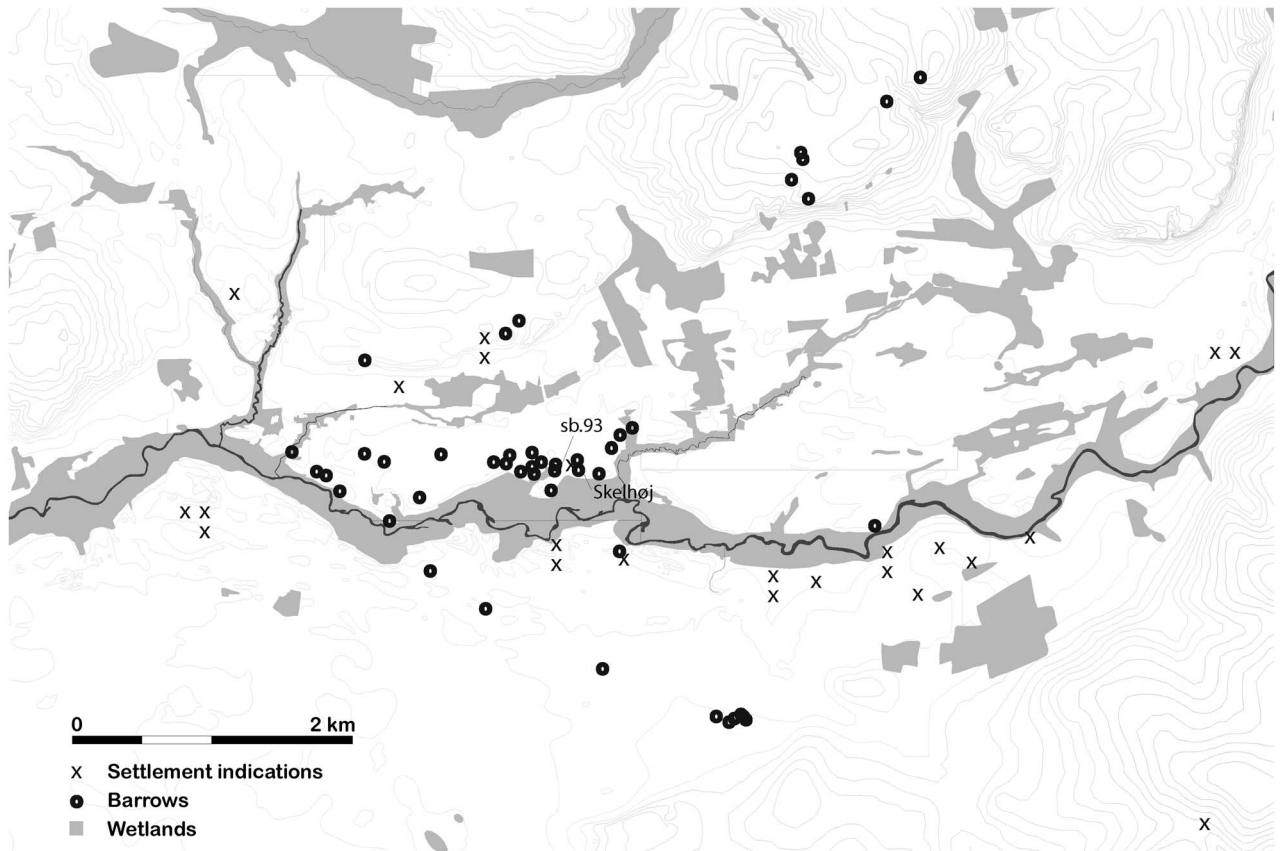 sb.93
Skelhøj
0 2 km
x Settlement indications
Barrows
Wetlands